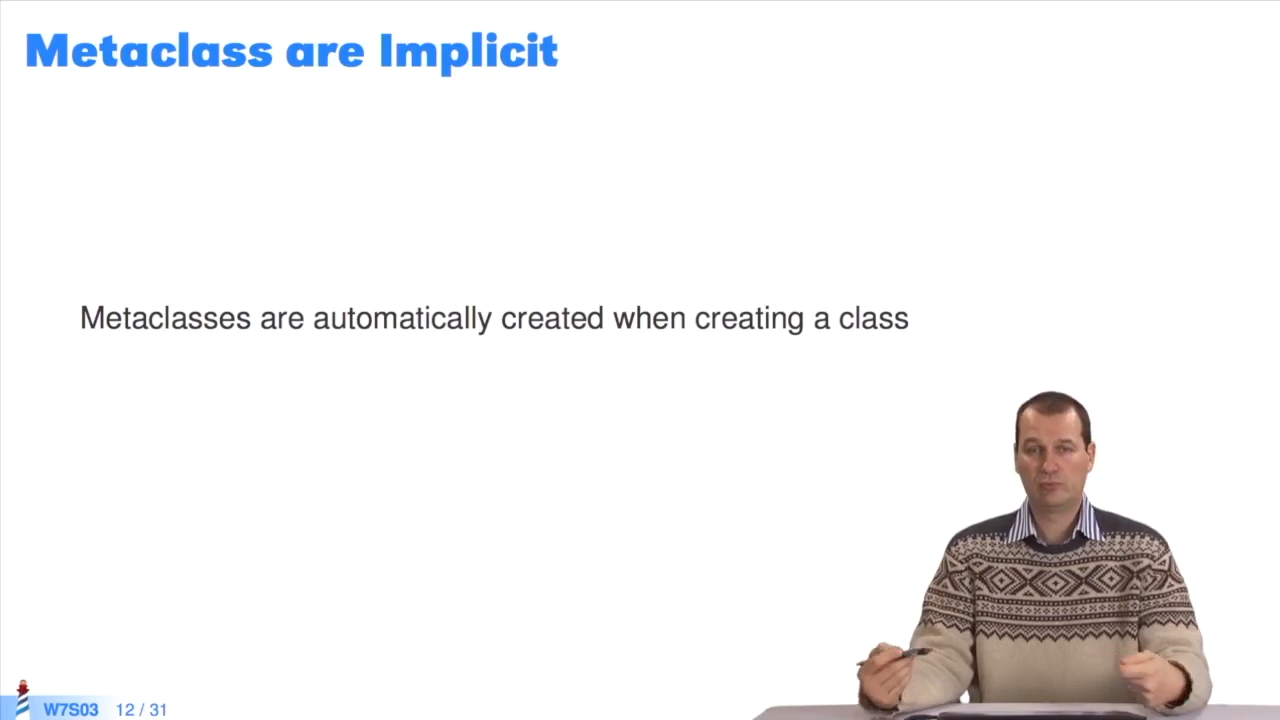 Metaclass are Implicit
Metaclasses are automatically created when creating a class
W7S03 12 / 31